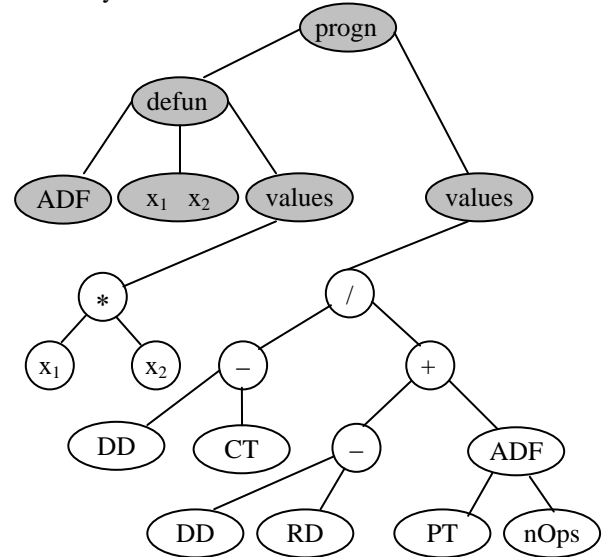 progn
defun
ADF x₁ x₂ values values
* /
x₁ x₂ – +
DD CT – ADF
DD RD PT nOps